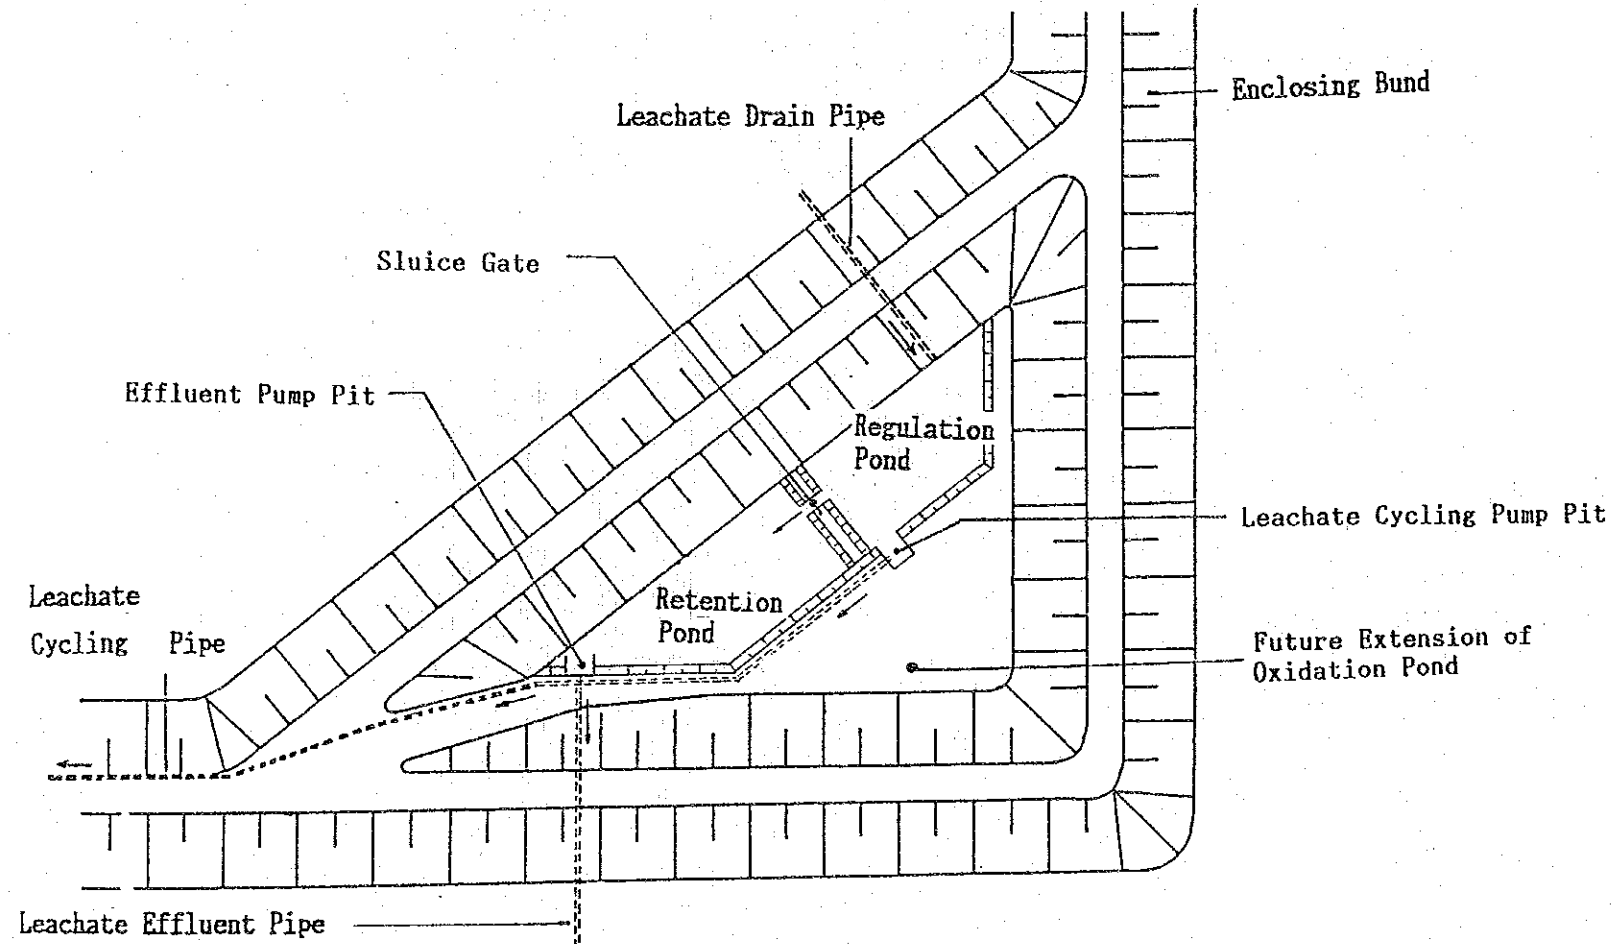 Enclosing Bund
Leachate Drain Pipe
Sluice Gate
Effluent Pump Pit
Regulation
Pond
Leachate Cycling Pump Pit
Leachate
Cycling Pipe
Retention
Pond
Future Extension of
Oxidation Pond
Leachate Effluent Pipe